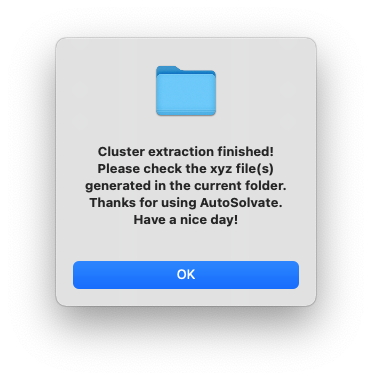 Cluster extraction finished!
Please check the xyz file(s)
generated in the current folder.
Thanks for using AutoSolvate.
Have a nice day!
OK